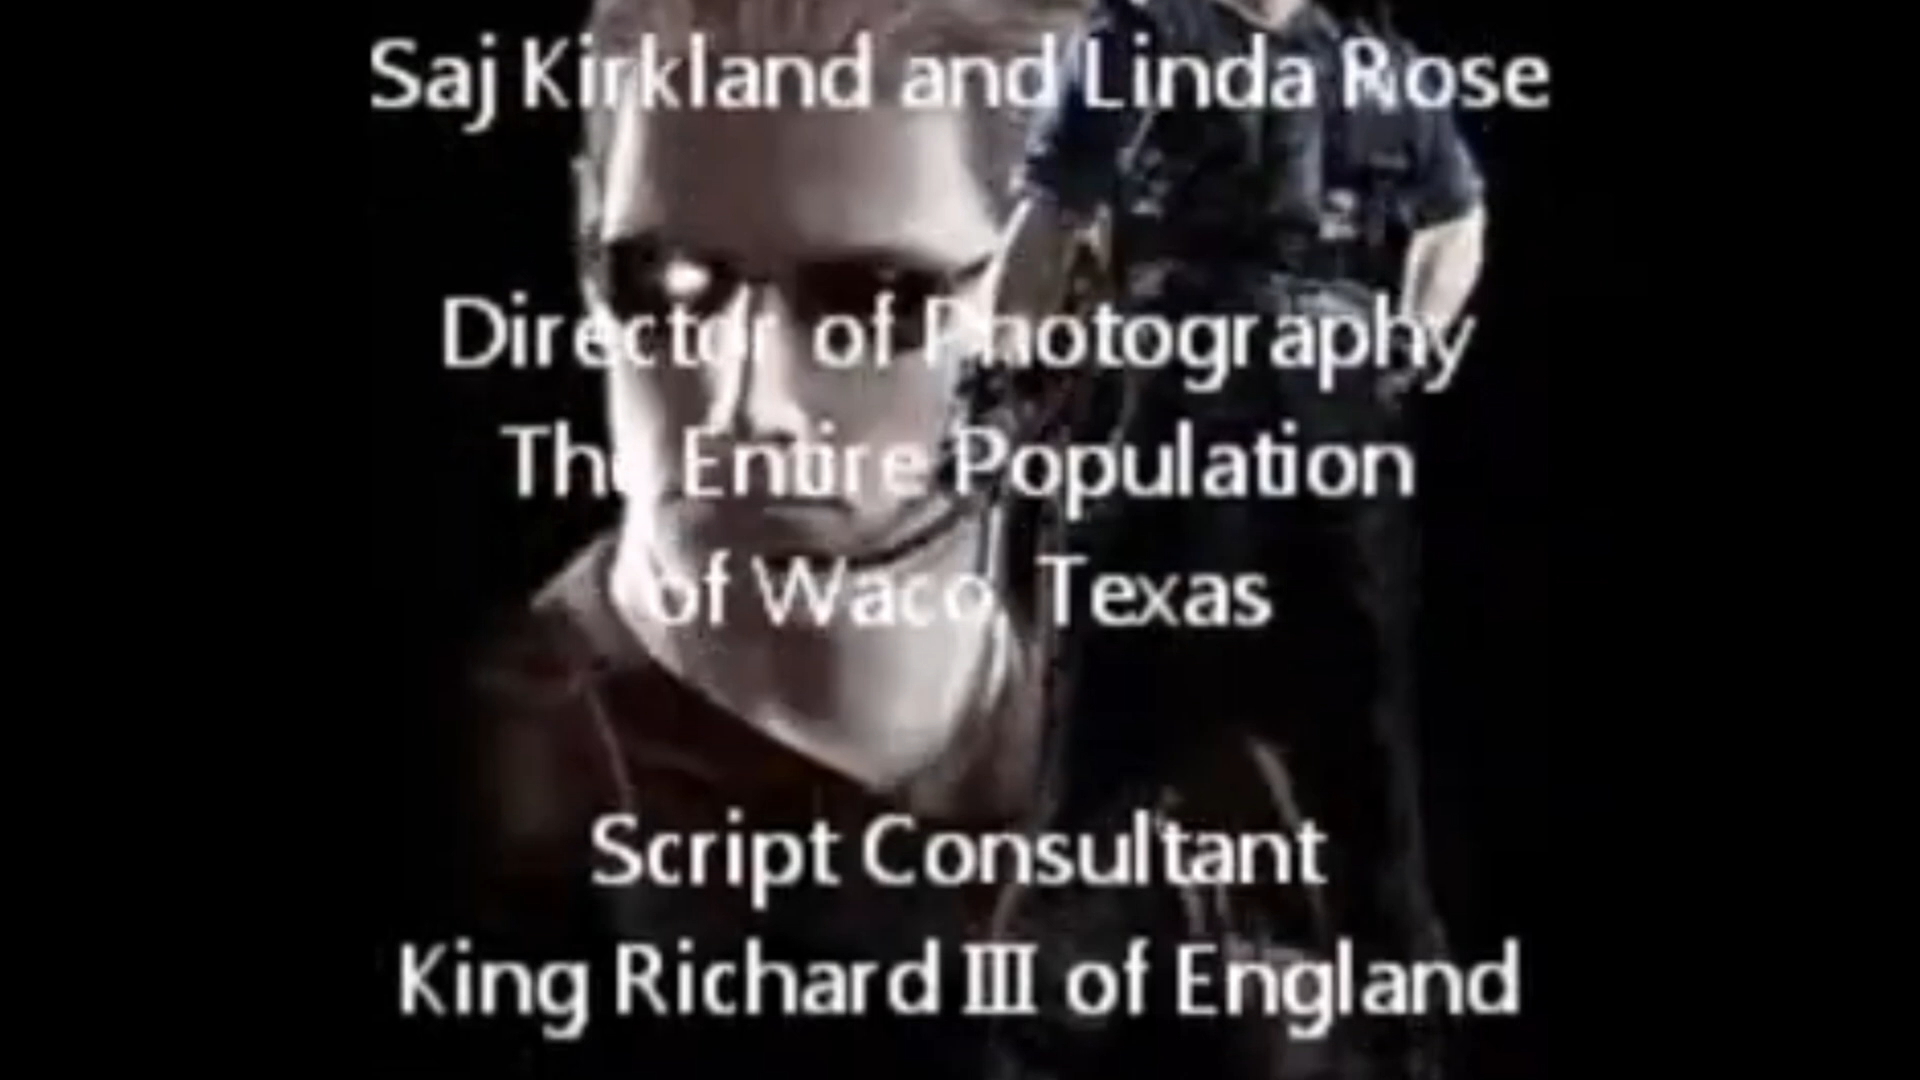 Saj Kirkland and Linda Rose
Director of Photography
The Entire Population
of Waco, Texas
Script Consultant
King Richard III of England